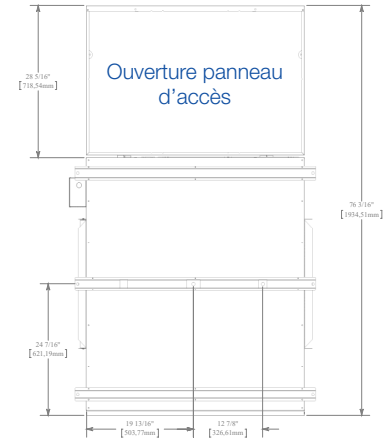 Ouverture panneau
d'accès
28 5/16"
[718,54mm]
76 3/16"
[1934,51mm]
24 7/16"
[621,19mm]
19 13/16"
[503,77mm]
12 7/8"
[326,61mm]